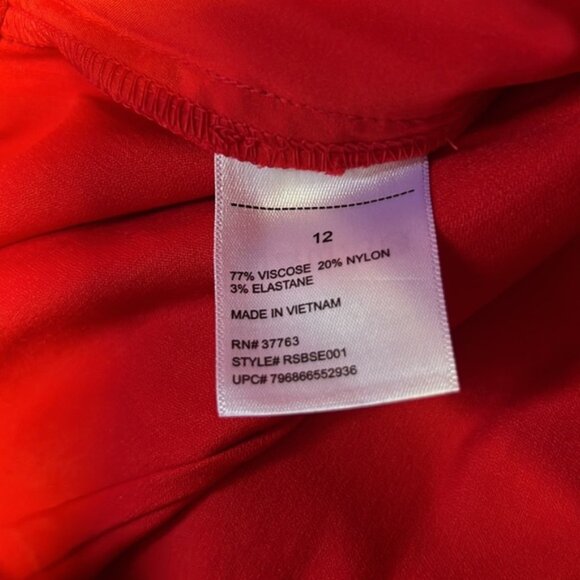 12
77% VISCOSE 20% NYLON
3% ELASTANE
MADE IN VIETNAM
RN# 37763
STYLE# RSBSE001
UPC# 796866552936